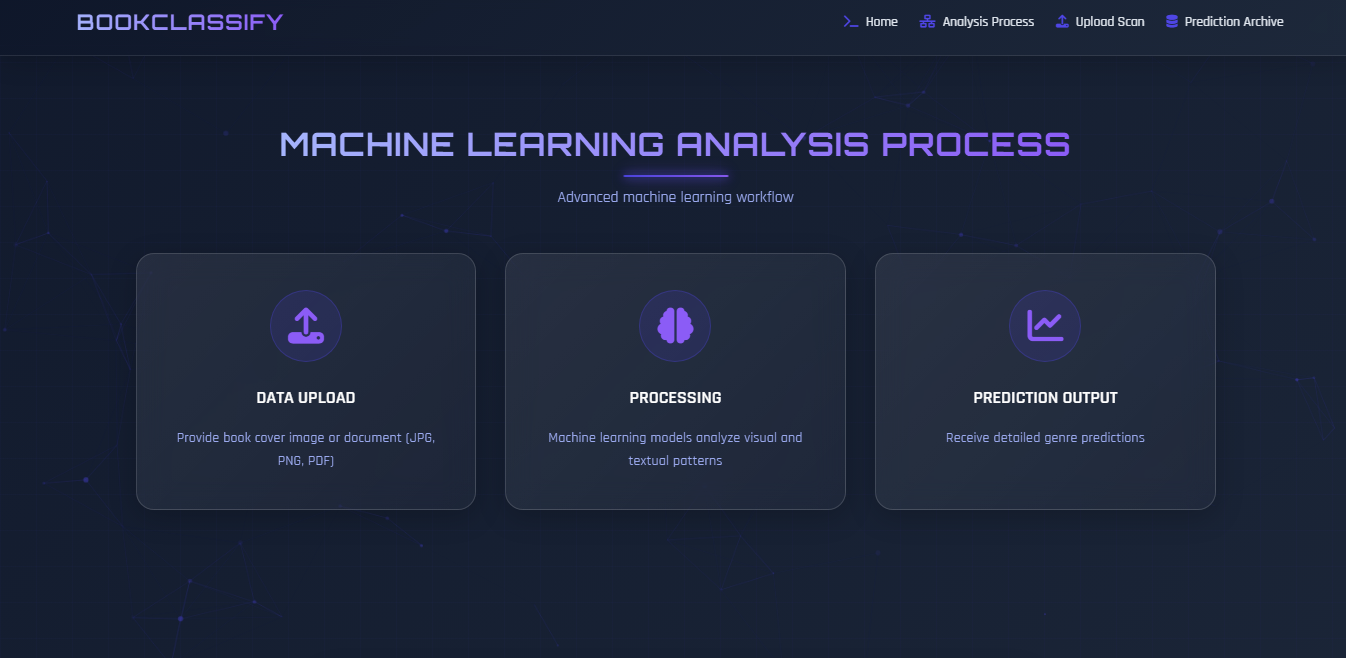 BOOKCLASSIFY
Home
Analysis Process
Upload Scan
Prediction Archive
MACHINE LEARNING ANALYSIS PROCESS
Advanced machine learning workflow
DATA UPLOAD
Provide book cover image or document (JPG,
PNG, PDF)
PROCESSING
Machine learning models analyze visual and
textual patterns
PREDICTION OUTPUT
Receive detailed genre predictions